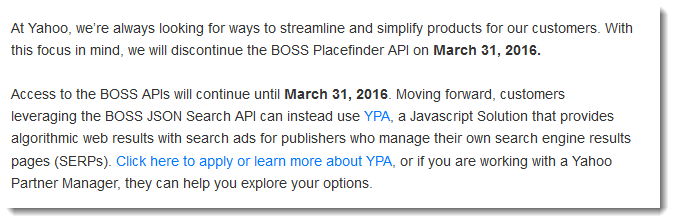 At Yahoo, we’re always looking for ways to streamline and simplify products for our customers. With
this focus in mind, we will discontinue the BOSS Placefinder API on March 31, 2016.
Access to the BOSS APIs will continue until March 31, 2016. Moving forward, customers
leveraging the BOSS JSON Search API can instead use YPA, a Javascript Solution that provides
algorithmic web results with search ads for publishers who manage their own search engine results
pages (SERPs). Click here to apply or learn more about YPA, or if you are working with a Yahoo
Partner Manager, they can help you explore your options.